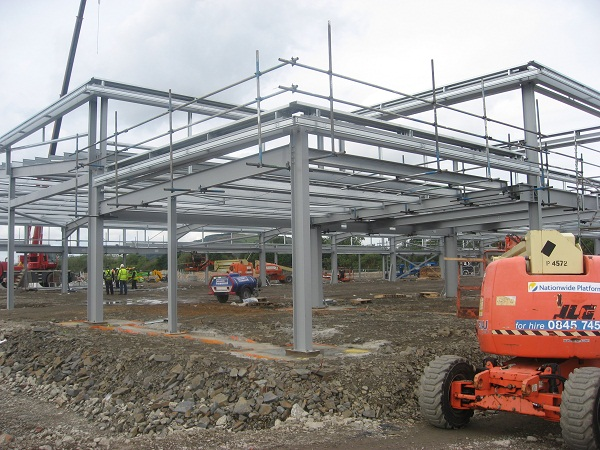 P 4572
Nationwide Platform
JLG
for hire 0845 745